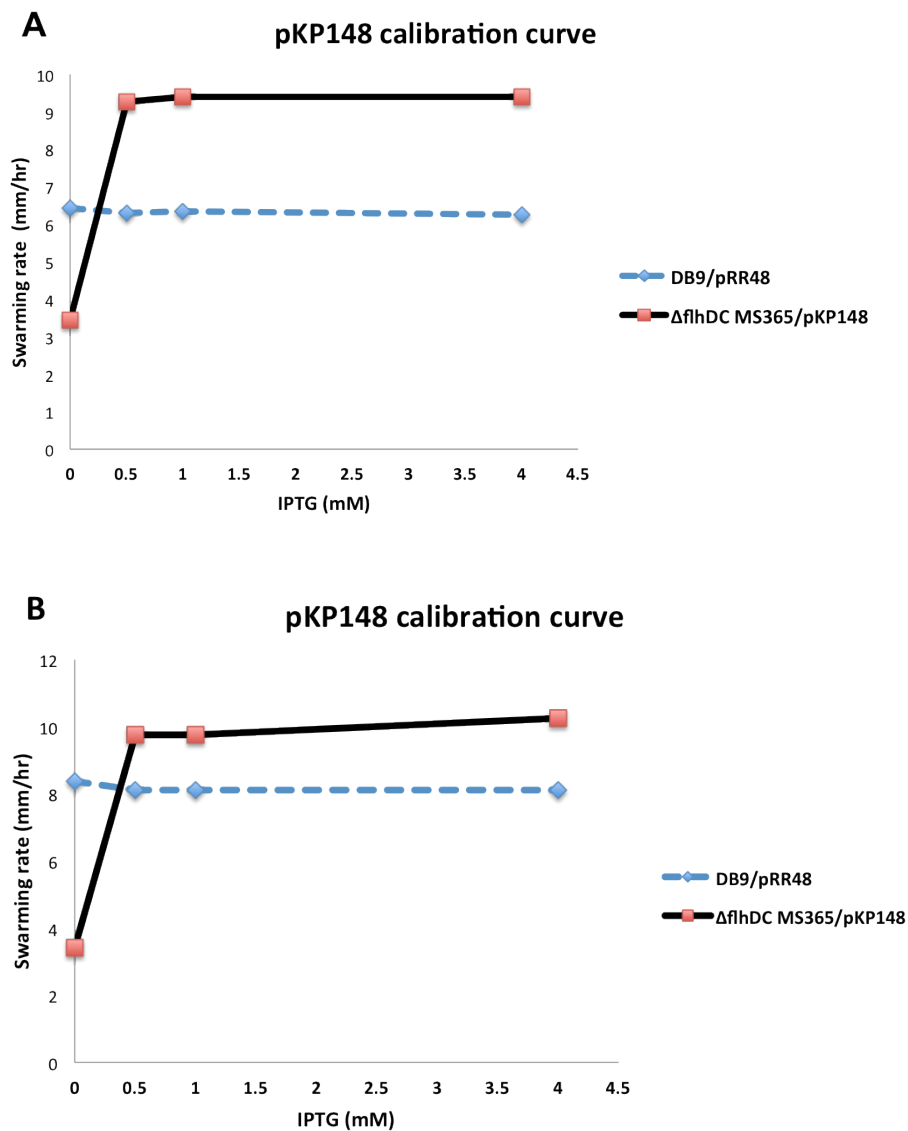 A
pKP148 calibration curve
10
9
8
7
6
5
4
3
2
1
0
Swarming rate (mm/hr)
0 0.5 1 1.5 2 2.5 3 3.5 4 4.5
IPTG (mM)
DB9/pRR48
ΔflhDC MS365/pKP148
B
pKP148 calibration curve
12
10
8
6
4
2
0
Swarming rate (mm/hr)
0 0.5 1 1.5 2 2.5 3 3.5 4 4.5
IPTG (mM)
DB9/pRR48
ΔflhDC MS365/pKP148